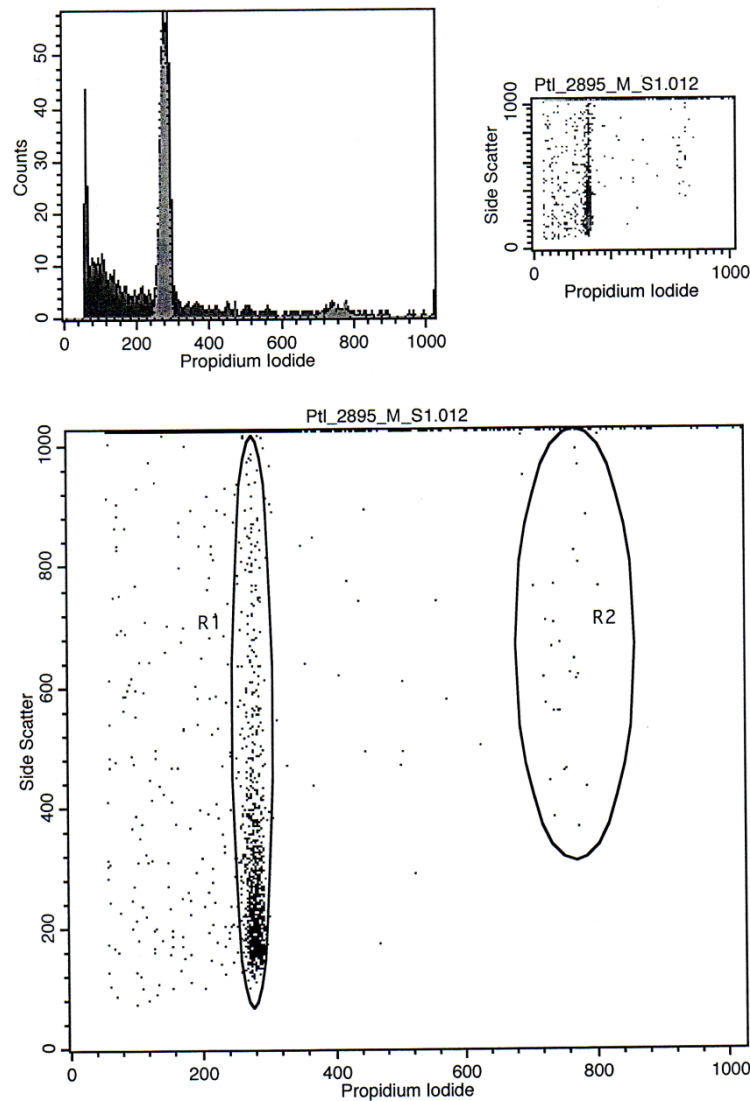 50
40
30
20
10
0
Counts
0 200 400 600 800 1000
Propidium Iodide
Ptl_2895_M_S1.012
1000
Side Scatter
0
0 1000
Propidium Iodide
Ptl_2895_M_S1.012
1000
800
R1
R2
600
Side Scatter
400
200
0
0 200 400 600 800 1000
Propidium Iodide